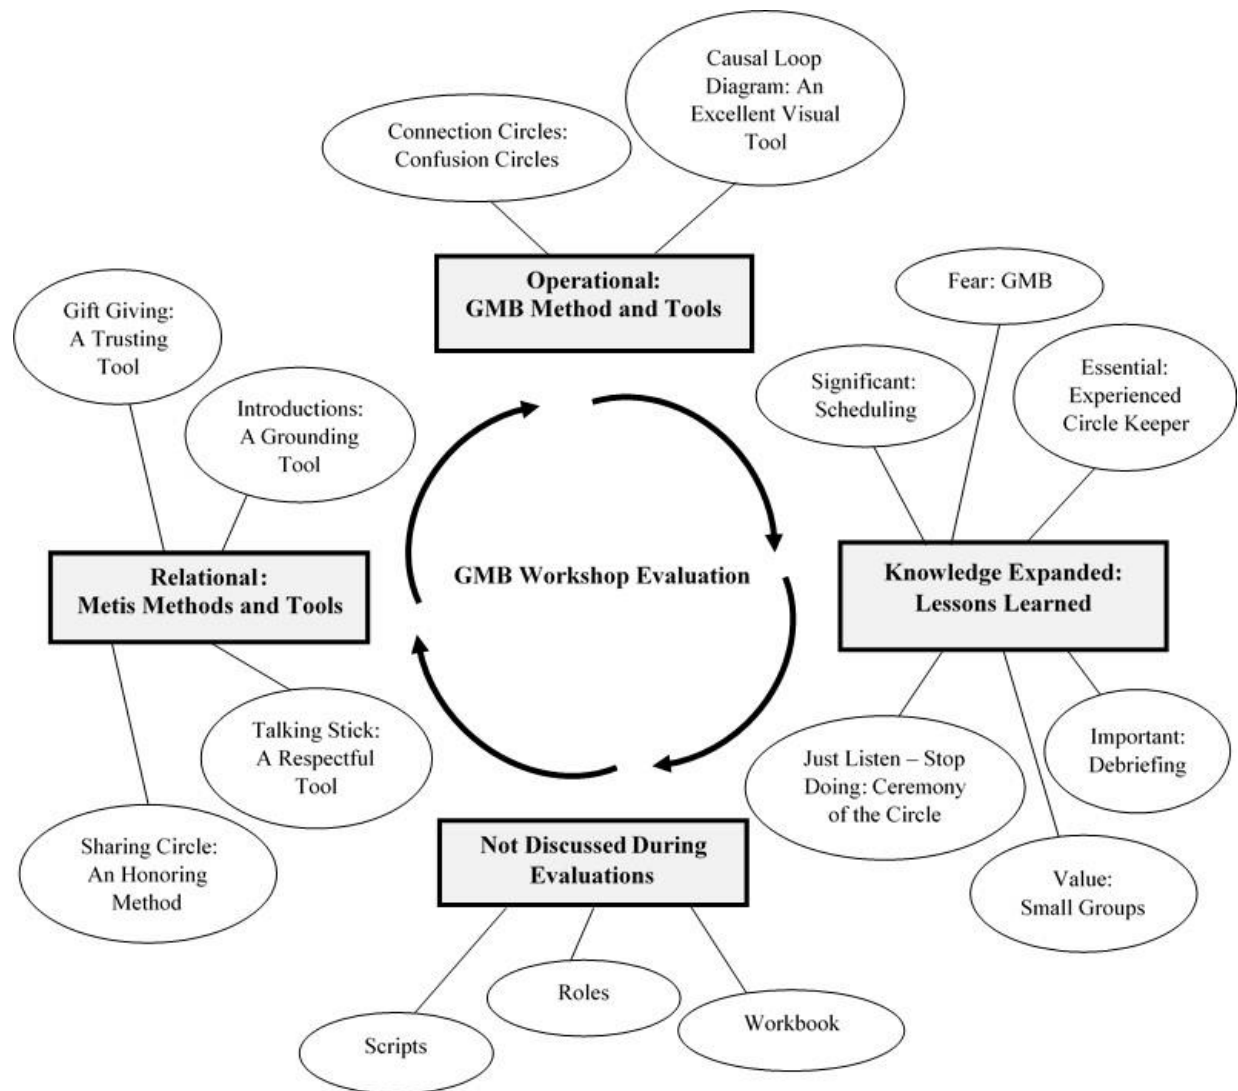 Causal Loop
Diagram: An
Excellent Visual
Tool
Connection Circles:
Confusion Circles
Operational:
GMB Method and Tools
Fear: GMB
Gift Giving:
A Trusting
Tool
Significant:
Scheduling
Essential:
Experienced
Circle Keeper
Introductions:
A Grounding
Tool
Relational:
Metis Methods and Tools
GMB Workshop Evaluation
Knowledge Expanded:
Lessons Learned
Talking Stick:
A Respectful
Tool
Just Listen – Stop
Doing: Ceremony
of the Circle
Important:
Debriefing
Sharing Circle:
An Honoring
Method
Not Discussed During
Evaluations
Value:
Small Groups
Roles
Workbook
Scripts